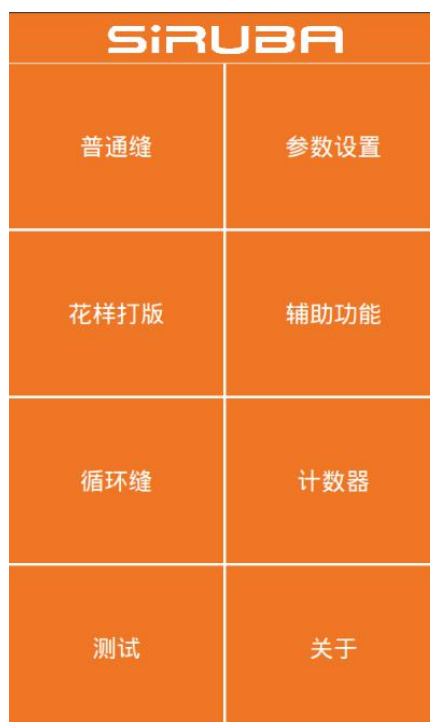 SiRUBA
普通缝
参数设置
花样打版
辅助功能
循环缝
计数器
测试
关于